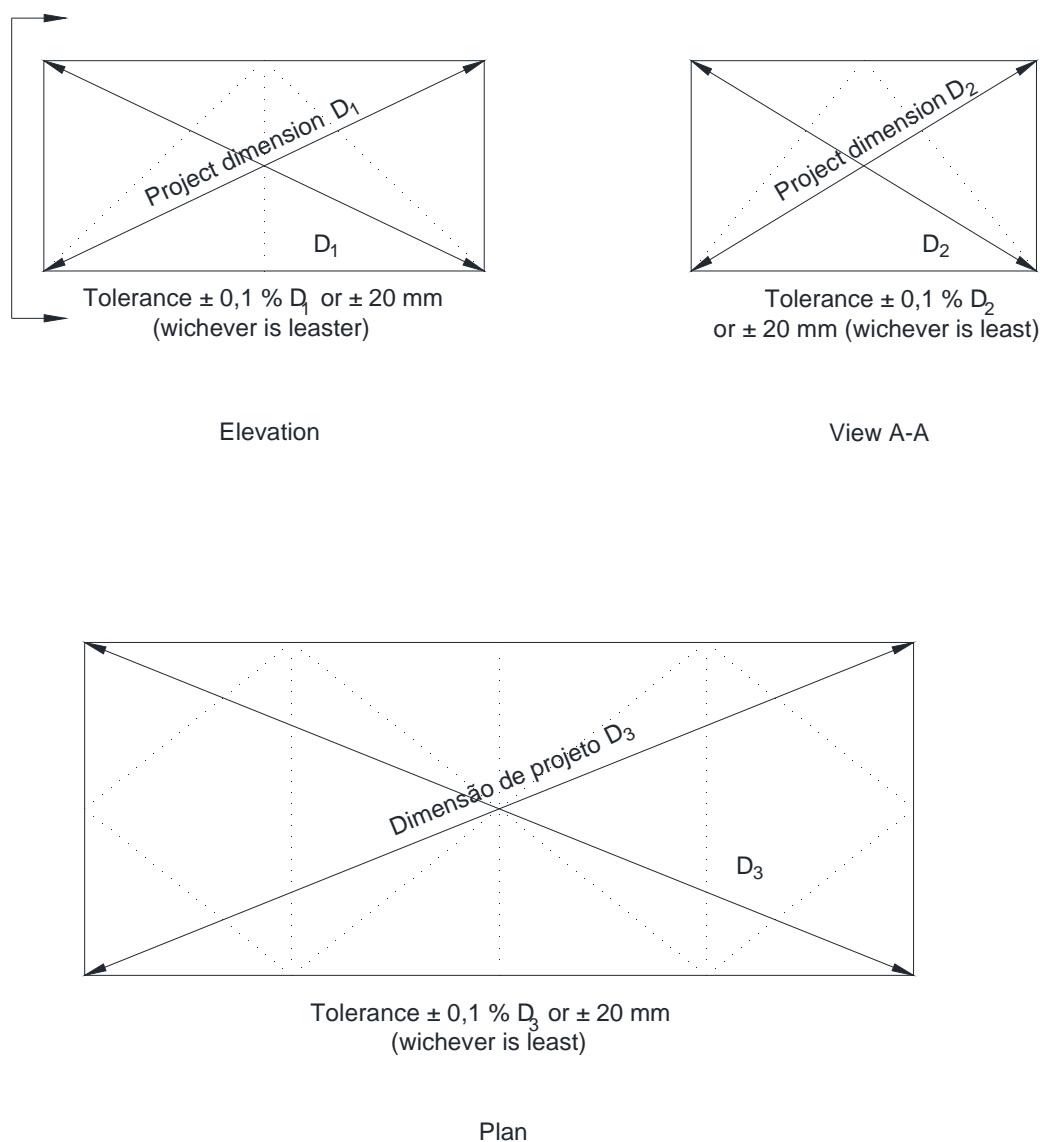 Project dimension D1
D1
Tolerance ± 0,1 % D1 or ± 20 mm
(wichever is leaster)
Elevation
Project dimension D2
D2
Tolerance ± 0,1 % D2
or ± 20 mm (wichever is least)
View A-A
Dimensão de projeto D3
D3
Tolerance ± 0,1 % D3 or ± 20 mm
(wichever is least)
Plan